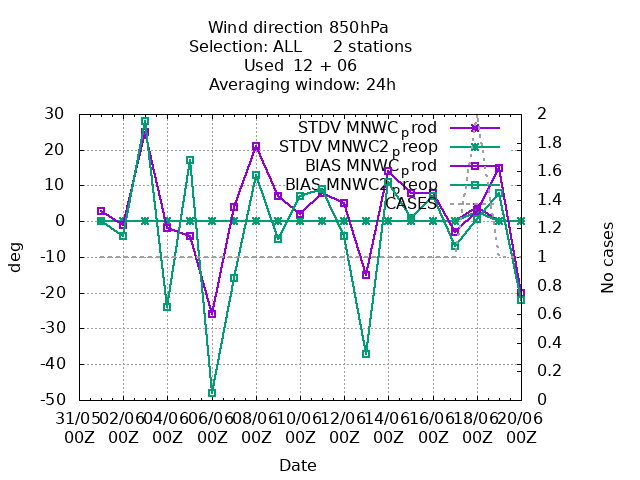 Wind direction 850hPa
Selection: ALL 2 stations
Used 12 + 06
Averaging window: 24h
STDV MNWC_prod
STDV MNWC2_preop
BIAS MNWC_prod
BIAS MNWC2_preop
CASES
30
20
10
0
-10
-20
-30
-40
-50
deg
2
1.8
1.6
1.4
1.2
1
0.8
0.6
0.4
0.2
0
No cases
31/05 02/06 04/06 06/06 08/06 10/06 12/06 14/06 16/06 18/06 20/06
00Z 00Z 00Z 00Z 00Z 00Z 00Z 00Z 00Z 00Z 00Z
Date